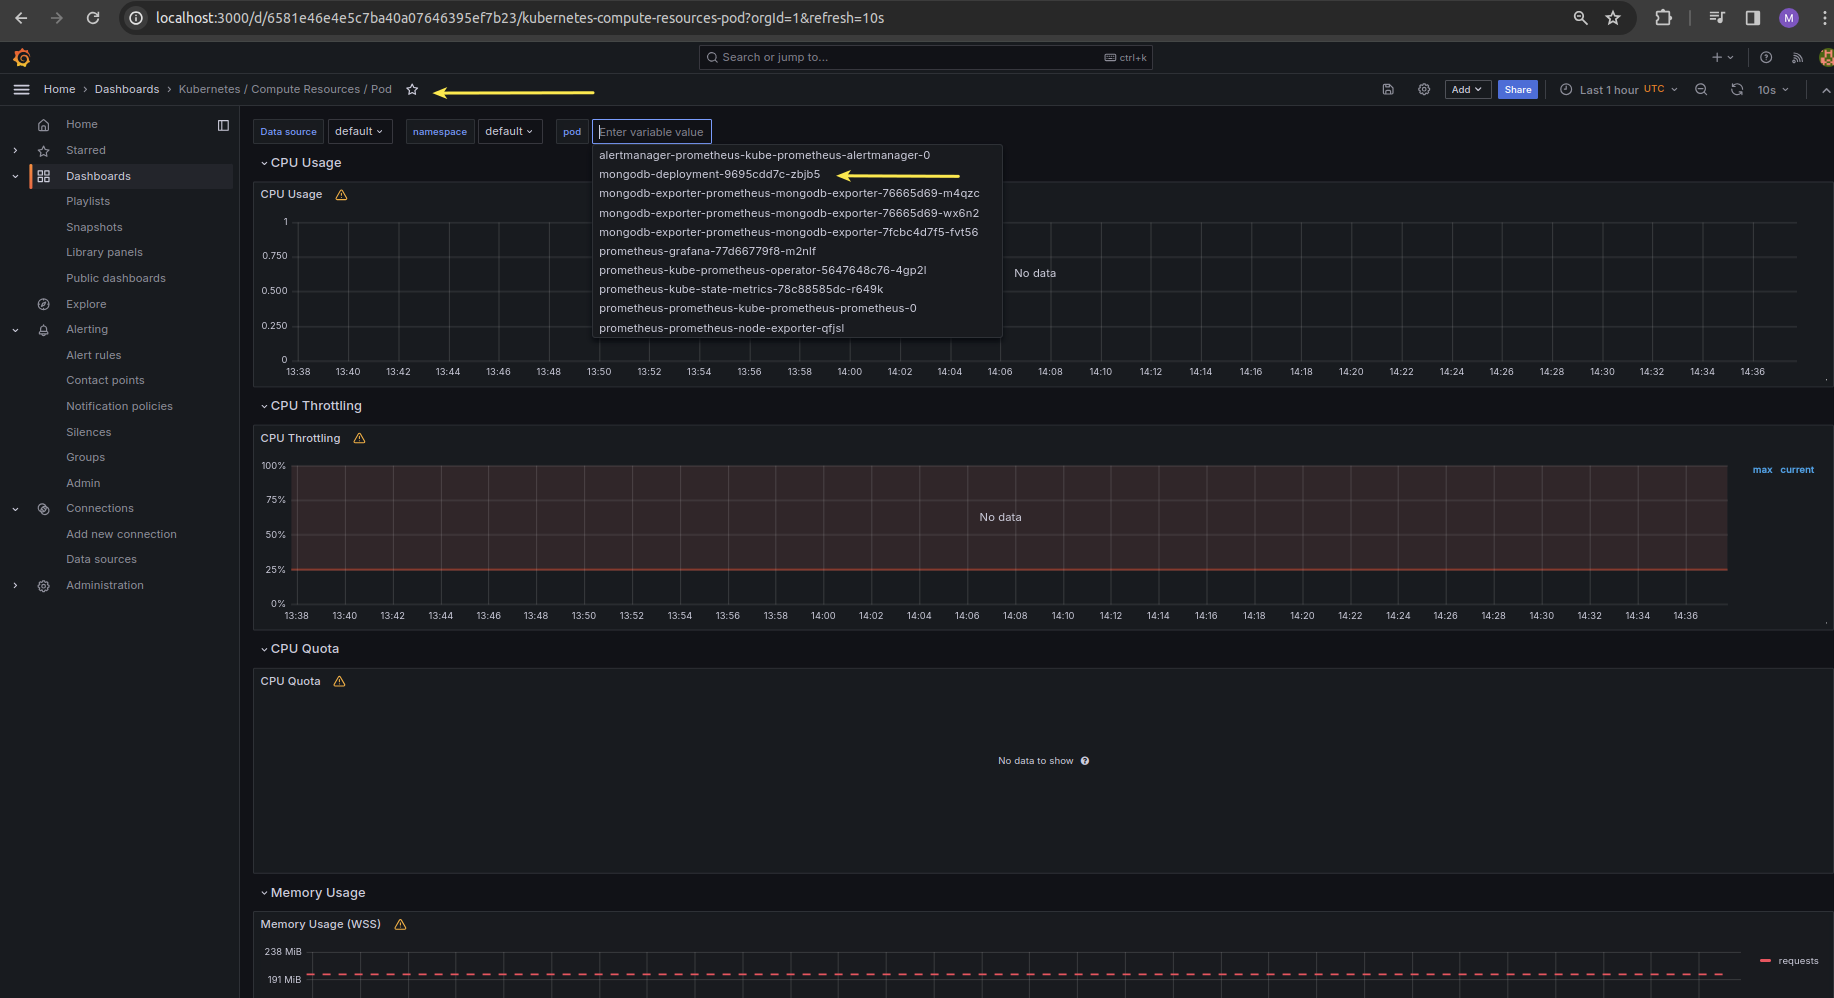 localhost:3000/d/6581e46e4e5c7ba40a07646395ef7b23/kubernetes-compute-resources-pod?orgId=1&refresh=10s
M
Search or jump to...
ctrl+k
Home › Dashboards › Kubernetes / Compute Resources / Pod
Add
Share
Last 1 hour UTC
10s
Home
Starred
Dashboards
Playlists
Snapshots
Library panels
Public dashboards
Explore
Alerting
Alert rules
Contact points
Notification policies
Silences
Groups
Admin
Connections
Add new connection
Data sources
Administration
Data source default namespace default pod Enter variable value
alertmanager-prometheus-kube-prometheus-alertmanager-0
mongodb-deployment-9695cdd7c-zbjb5
mongodb-exporter-prometheus-mongodb-exporter-76665d69-m4qzc
mongodb-exporter-prometheus-mongodb-exporter-76665d69-wx6n2
mongodb-exporter-prometheus-mongodb-exporter-7fcbc4d7f5-fvt56
prometheus-grafana-77d66779f8-m2nlf
prometheus-kube-prometheus-operator-5647648c76-4gp2l
prometheus-kube-state-metrics-78c88585dc-r649k
prometheus-prometheus-kube-prometheus-prometheus-0
prometheus-prometheus-node-exporter-qfjsl
CPU Usage
CPU Usage
1
0.750
0.500
0.250
0
No data
13:38 13:40 13:42 13:44 13:46 13:48 13:50 13:52 13:54 13:56 13:58 14:00 14:02 14:04 14:06 14:08 14:10 14:12 14:14 14:16 14:18 14:20 14:22 14:24 14:26 14:28 14:30 14:32 14:34 14:36
CPU Throttling
CPU Throttling
100%
75%
50%
25%
0%
No data
max current
13:38 13:40 13:42 13:44 13:46 13:48 13:50 13:52 13:54 13:56 13:58 14:00 14:02 14:04 14:06 14:08 14:10 14:12 14:14 14:16 14:18 14:20 14:22 14:24 14:26 14:28 14:30 14:32 14:34 14:36
CPU Quota
CPU Quota
No data to show
Memory Usage
Memory Usage (WSS)
238 MiB
191 MiB
requests